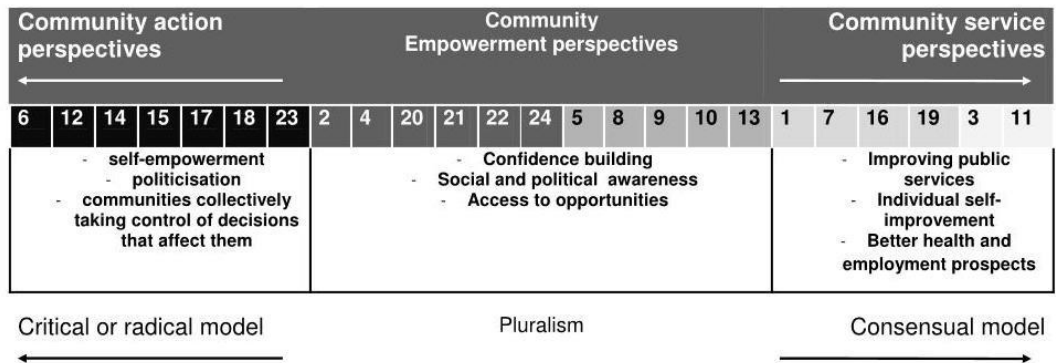 Community action
perspectives
Community
Empowerment perspectives
Community service
perspectives
6 12 14 15 17 18 23 2 4 20 21 22 24 5 8 9 10 13 1 7 16 19 3 11
- self-empowerment
- politicisation
- communities collectively
taking control of decisions
that affect them
- Confidence building
- Social and political awareness
- Access to opportunities
- Improving public
services
- Individual self-
improvement
- Better health and
employment prospects
Critical or radical model
Pluralism
Consensual model